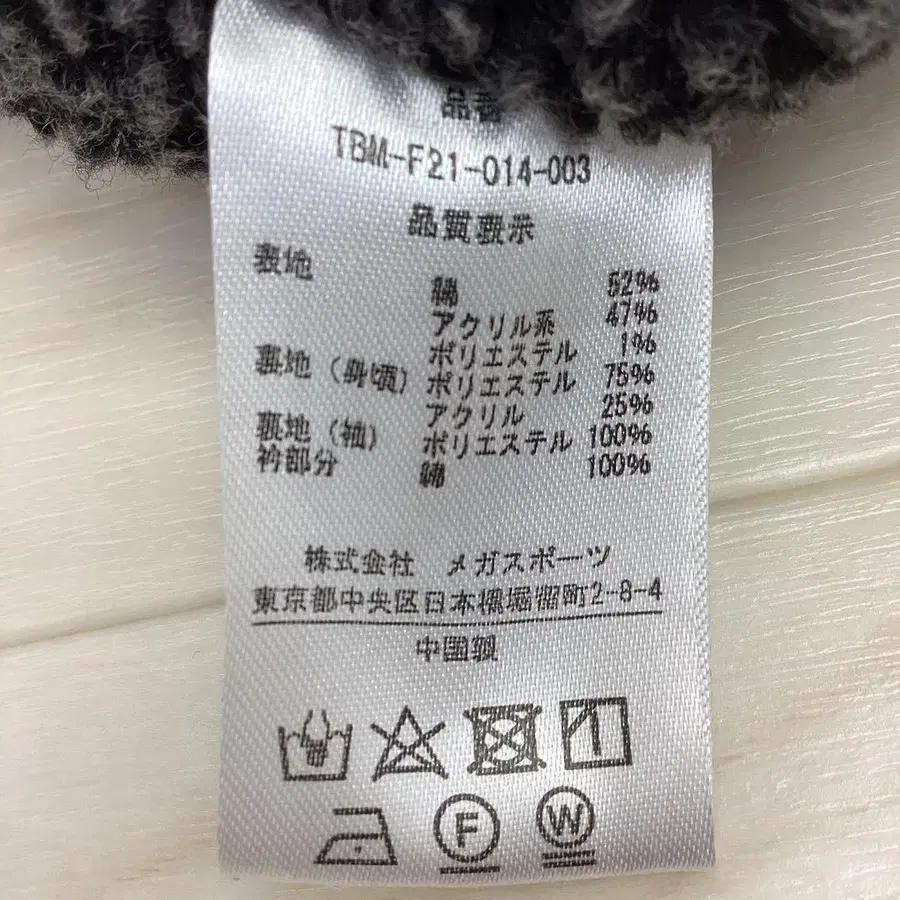 品番
TBM-F21-014-003
品質表示
表地
綿 52%
アクリル系 47%
ポリエステル 1%
裏地(身頃) ポリエステル 75%
アクリル 25%
裏地(袖) ポリエステル 100%
衿部分 綿 100%
株式会社 メガスポーツ
東京都中央区日本橋堀留町2-8-4
中国製
F
W